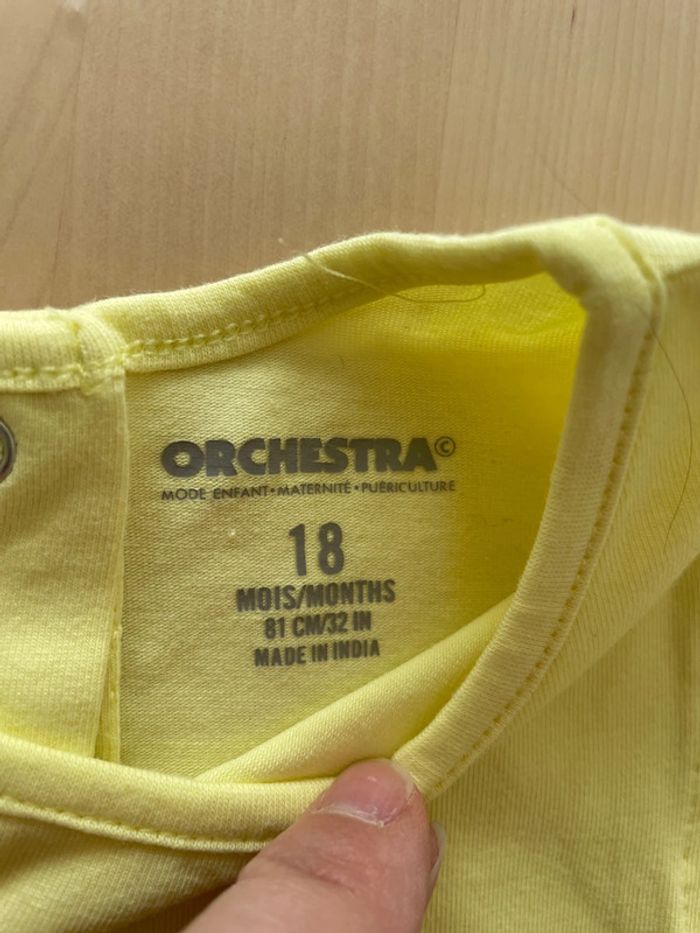 ORCHESTRA©
MODE ENFANT•MATERNITÉ•PUÉRICULTURE
18
MOIS/MONTHS
81 CM/32 IN
MADE IN INDIA